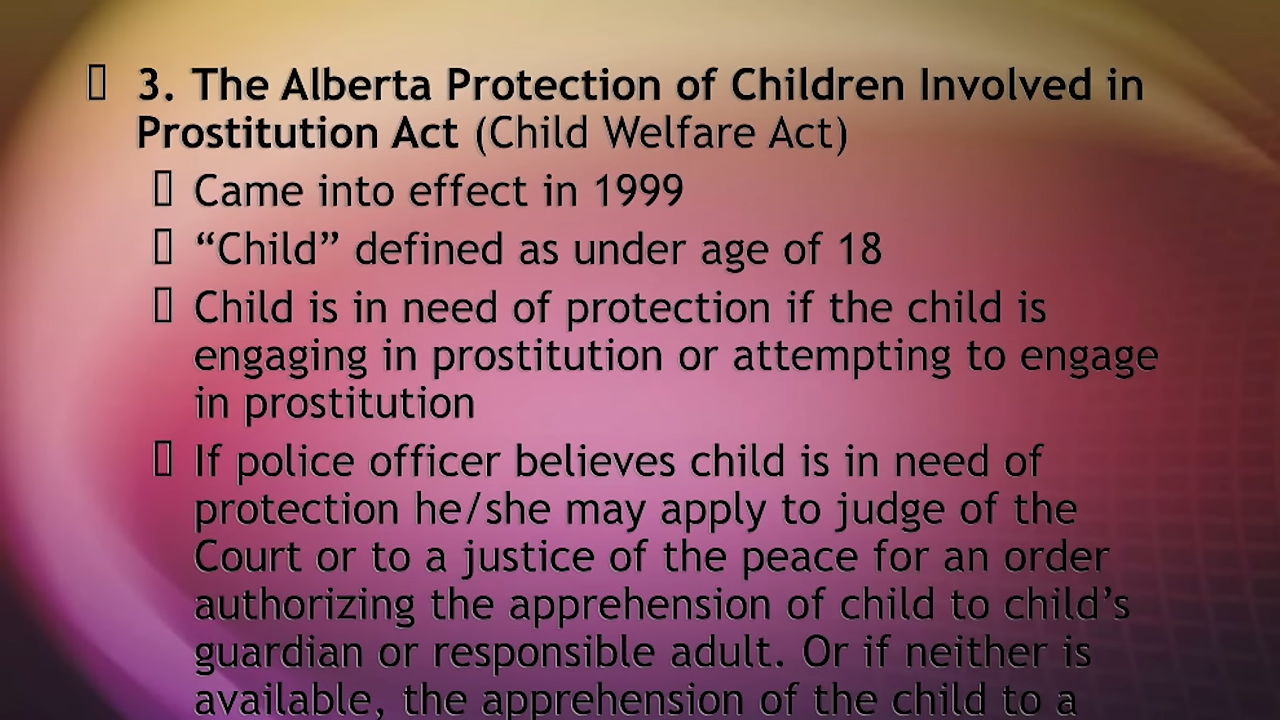 3. The Alberta Protection of Children Involved in
Prostitution Act (Child Welfare Act)
Came into effect in 1999
“Child” defined as under age of 18
Child is in need of protection if the child is
engaging in prostitution or attempting to engage
in prostitution
If police officer believes child is in need of
protection he/she may apply to judge of the
Court or to a justice of the peace for an order
authorizing the apprehension of child to child’s
guardian or responsible adult. Or if neither is
available, the apprehension of the child to a